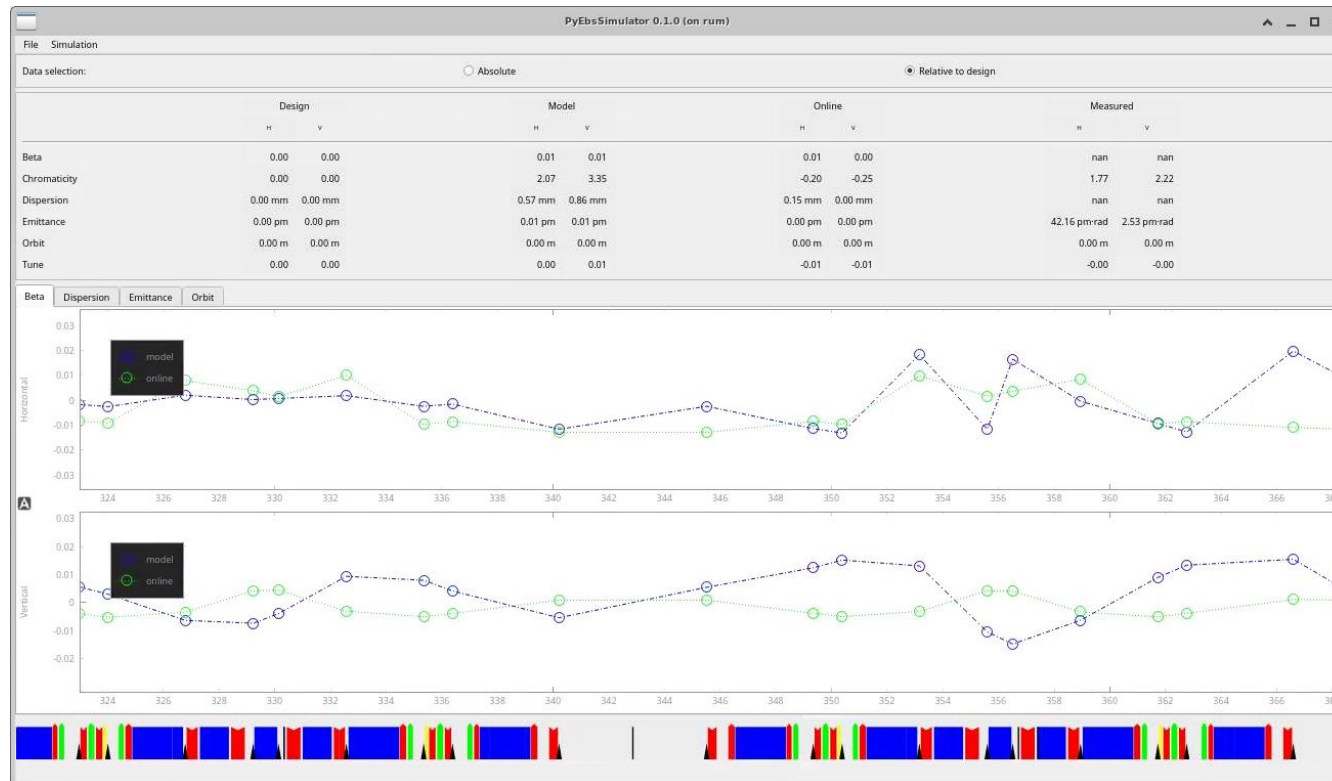 PyEbsSimulator 0.1.0 (on rum)
File Simulation
Data selection: Absolute Relative to design
Design Model Online Measured
H V H V H V H V
Beta 0.00 0.00 0.01 0.01 0.01 0.00 nan nan
Chromaticity 0.00 0.00 2.07 3.35 -0.20 -0.25 1.77 2.22
Dispersion 0.00 mm 0.00 mm 0.57 mm 0.86 mm 0.15 mm 0.00 mm nan nan
Emittance 0.00 pm 0.00 pm 0.01 pm 0.01 pm 0.00 pm 0.00 pm 42.16 pm·rad 2.53 pm·rad
Orbit 0.00 m 0.00 m 0.00 m 0.00 m 0.00 m 0.00 m 0.00 m 0.00 m
Tune 0.00 0.00 0.00 0.01 -0.01 -0.01 -0.00 -0.00
Beta Dispersion Emittance Orbit
Horizontal
0.03
0.02
0.01
0
-0.01
-0.02
-0.03
model
online
324 326 328 330 332 334 336 338 340 342 344 346 348 350 352 354 356 358 360 362 364 366
A
Vertical
0.03
0.02
0.01
0
-0.01
-0.02
model
online
324 326 328 330 332 334 336 338 340 342 344 346 348 350 352 354 356 358 360 362 364 366